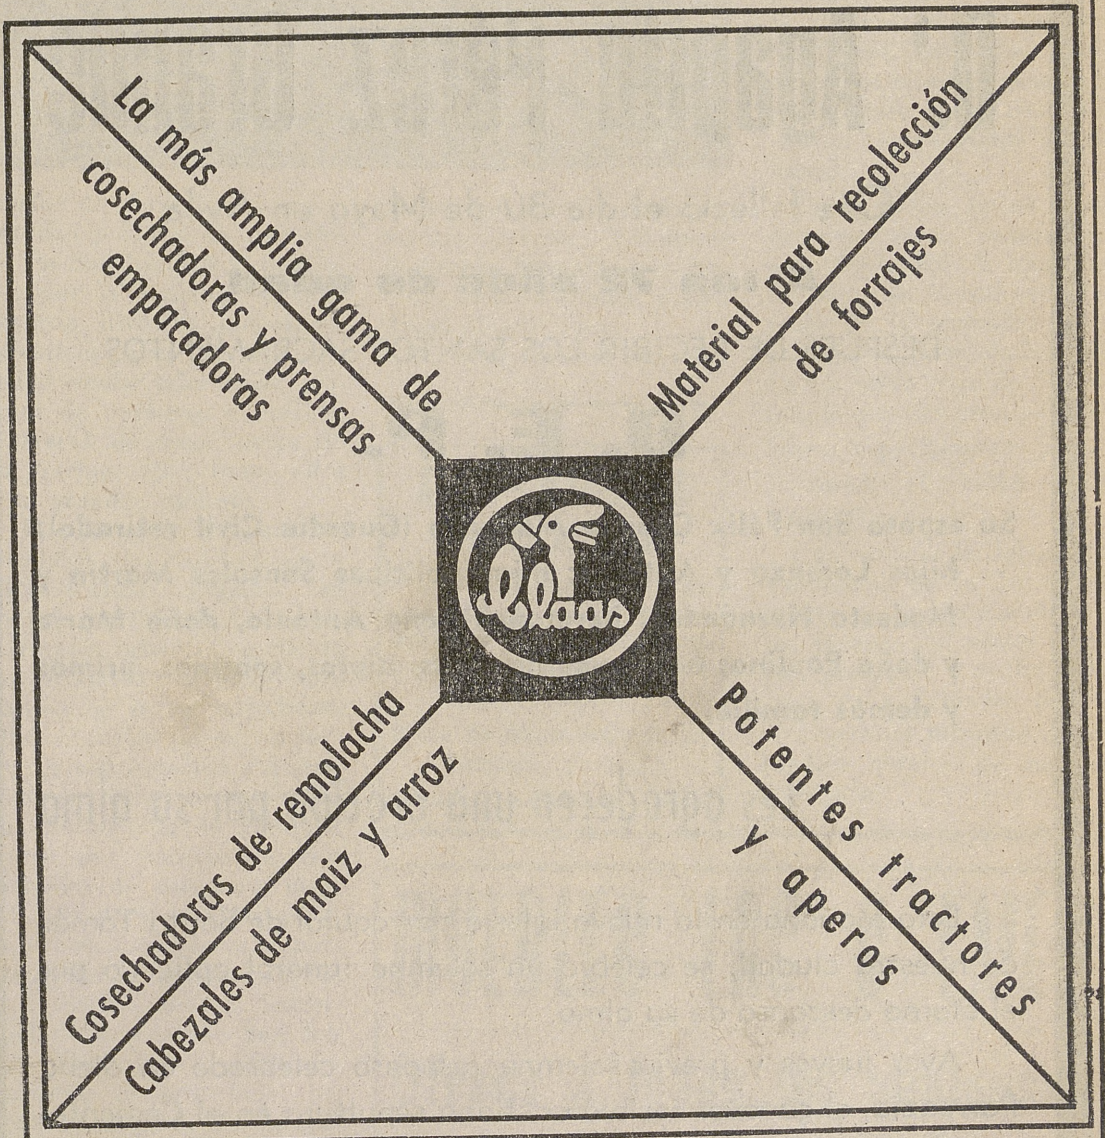 La más amplia gama de
cosechadoras y prensas
empacadoras
Material para recolección
de forrajes
Claas
Cosechadoras de remolacha
Cabezales de maiz y arroz
Potentes tractores
y aperos